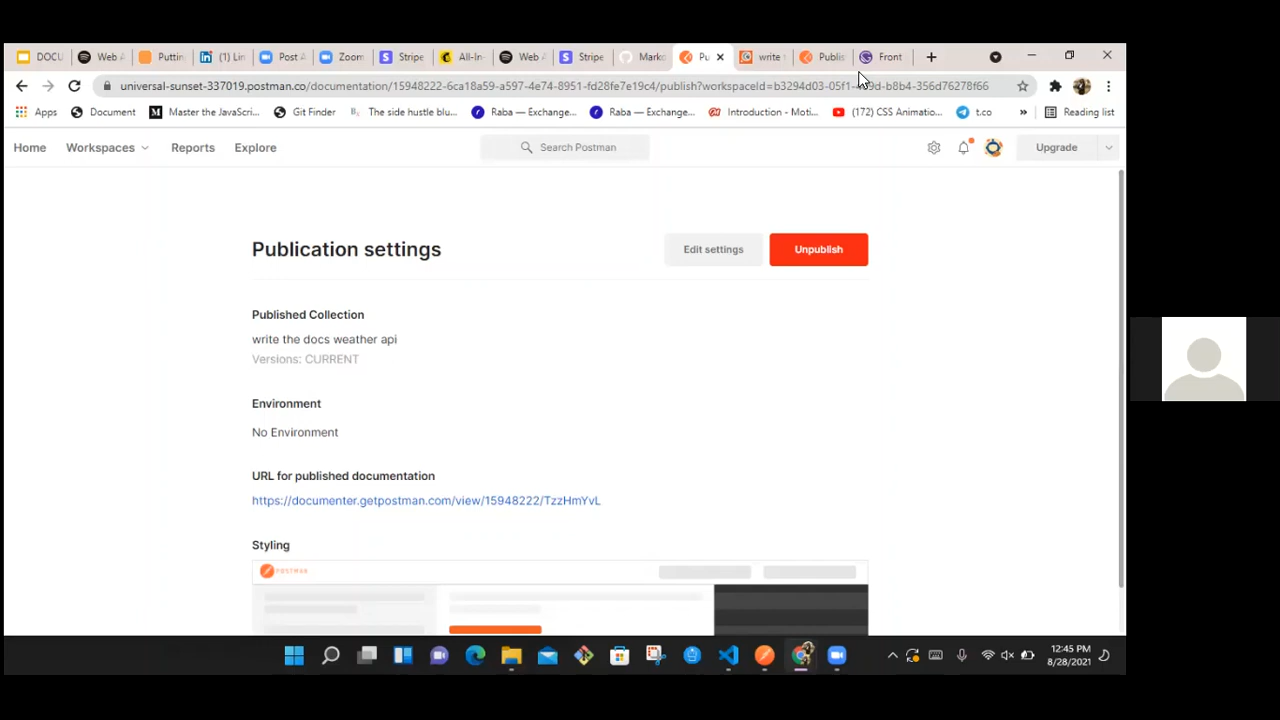 DOCU
Web A
Puttin
(1) Lin
Post A
Zoom
Stripe
All-In-
Web A
Stripe
Marko
Pu
write t
Publis
Front
universal-sunset-337019.postman.co/documentation/15948222-6ca18a59-a597-4e74-8951-fd28fe7e19c4/publish?workspaceId=b3294d03-05f1- d-b8b4-356d76278f66
Apps
Document
Master the JavaScri...
Git Finder
The side hustle blu...
Raba — Exchange...
Raba — Exchange...
Introduction - Moti...
(172) CSS Animatio...
t.co
»
Reading list
Home
Workspaces
Reports
Explore
Search Postman
Upgrade
Publication settings
Edit settings
Unpublish
Published Collection
write the docs weather api
Versions: CURRENT
Environment
No Environment
URL for published documentation
https://documenter.getpostman.com/view/15948222/TzzHmYvL
Styling
POSTMAN
12:45 PM
8/28/2021